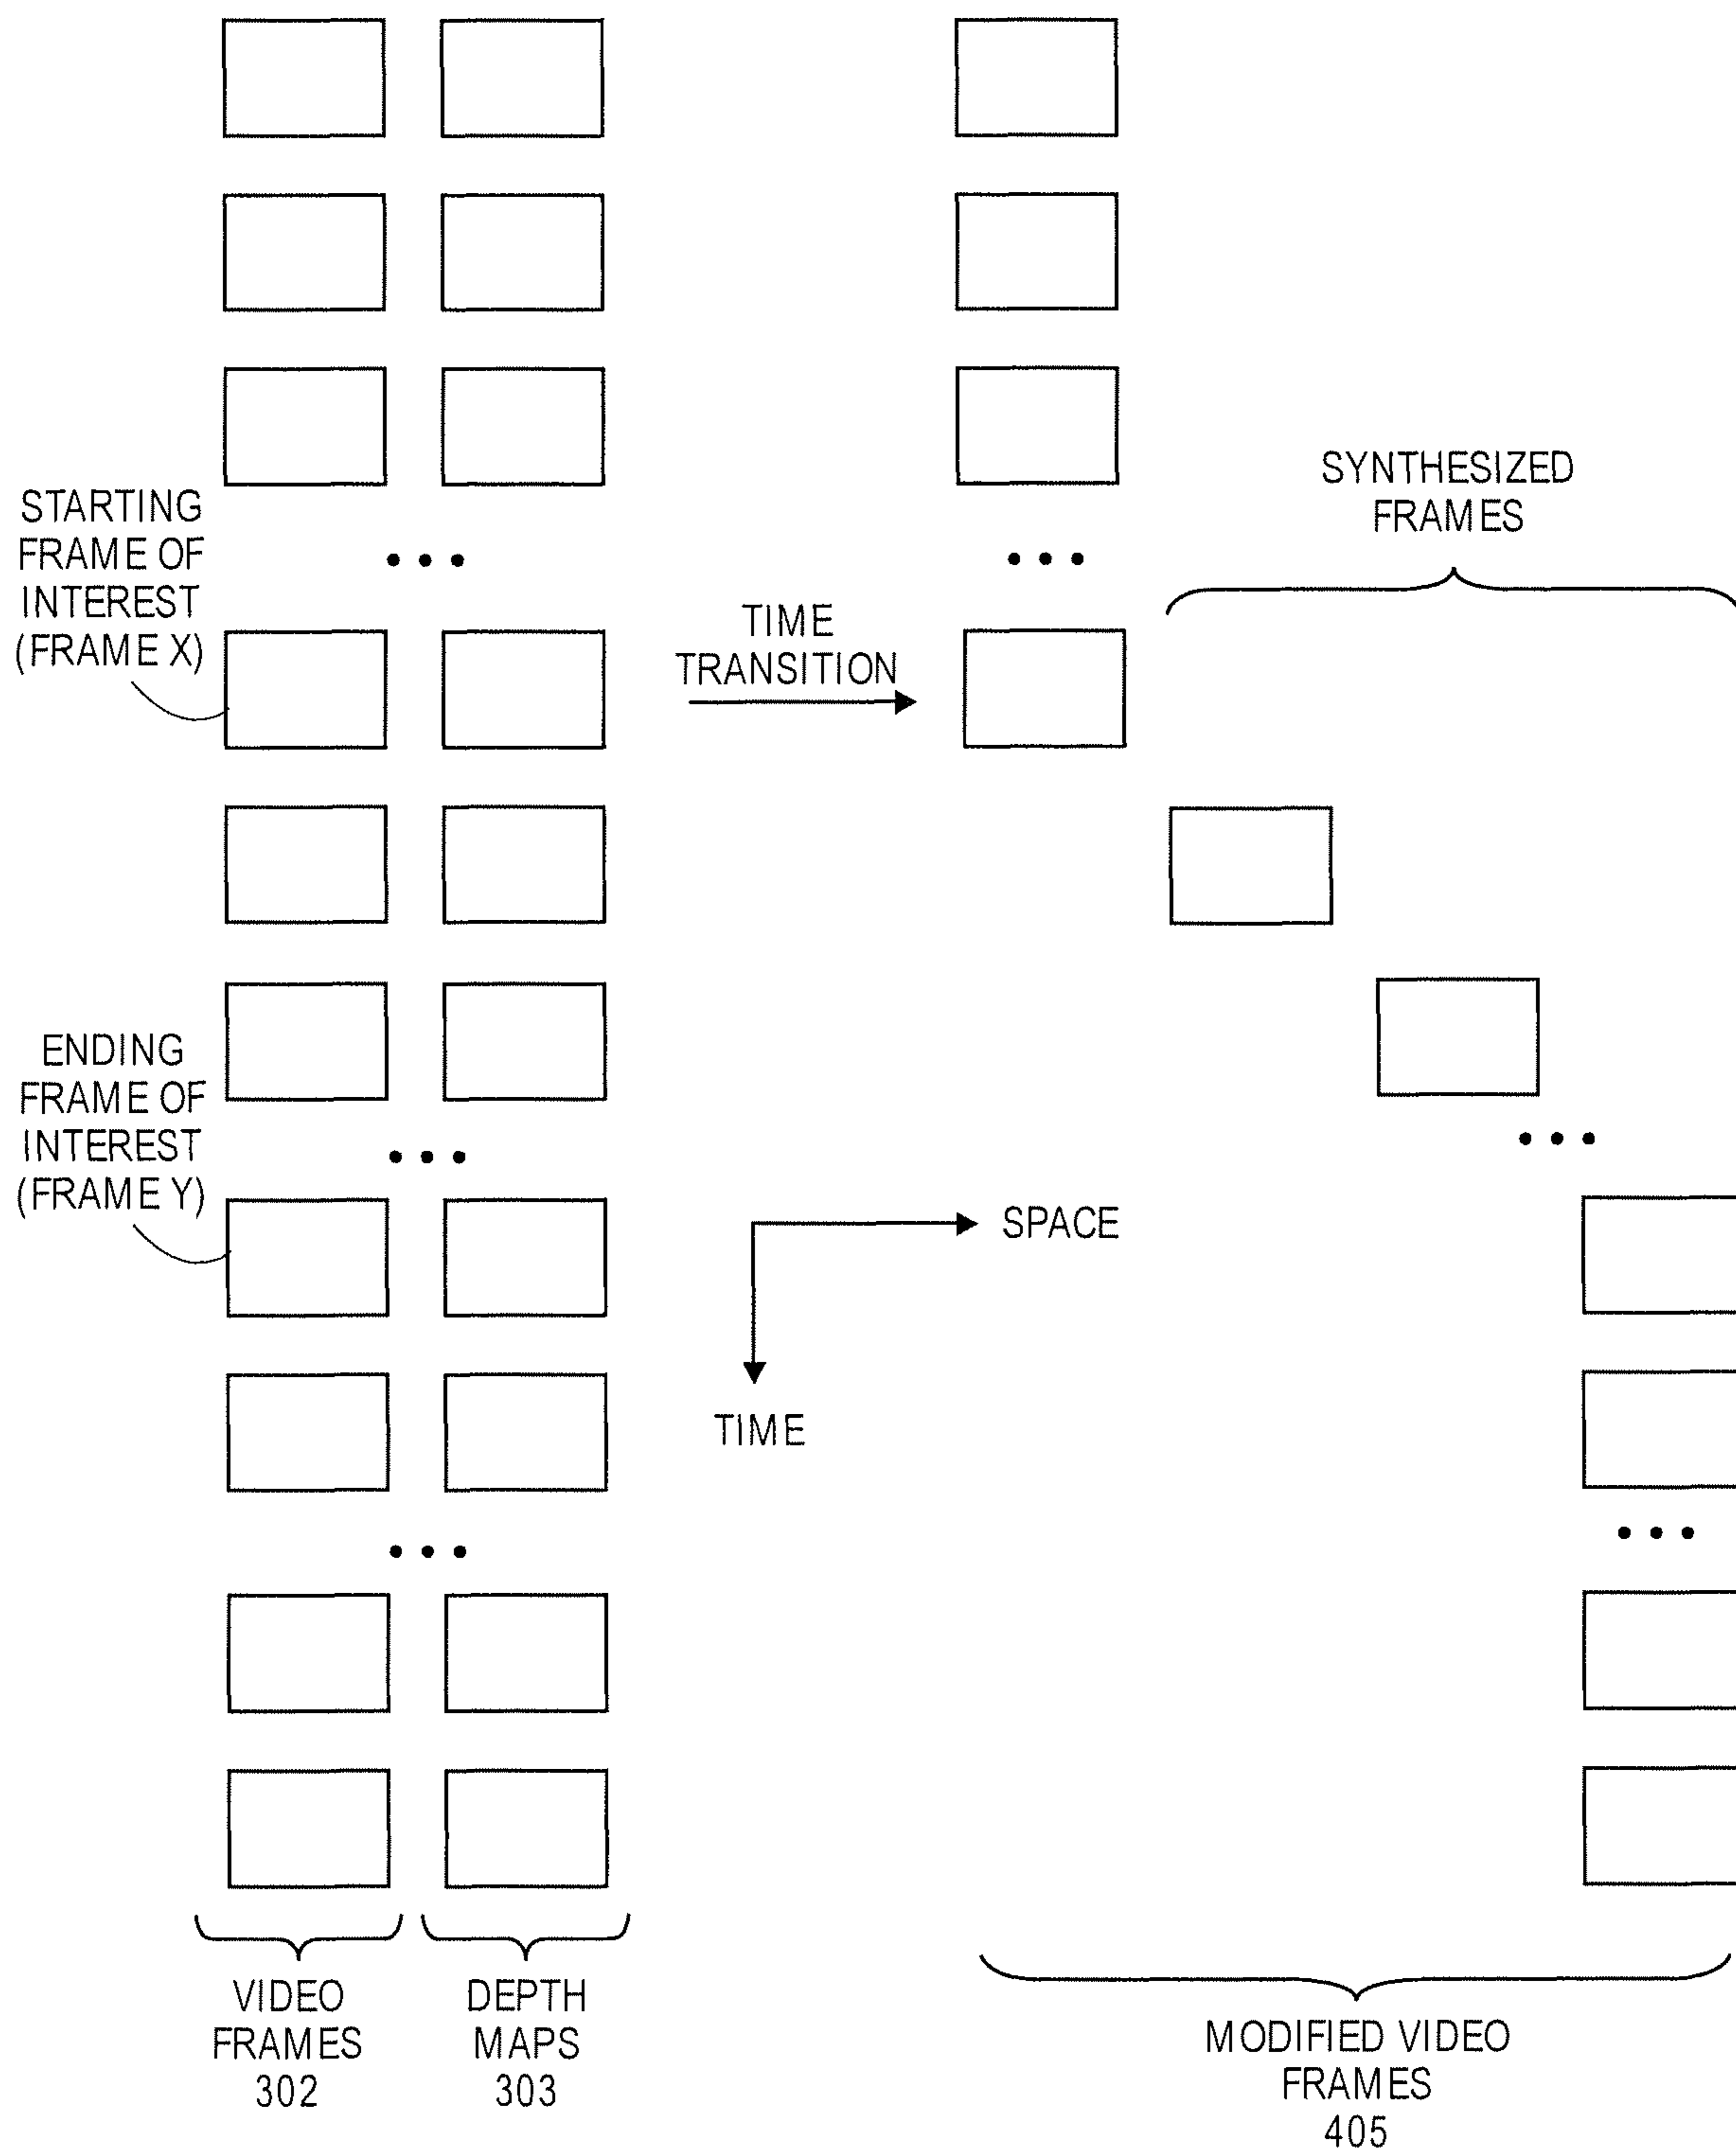 SYNTHESIZED
FRAMES
STARTING
FRAME OF
INTEREST
(FRAME X)
TIME
TRANSITION
ENDING
FRAME OF
INTEREST
(FRAME Y)
SPACE
TIME
VIDEO
FRAMES
302
DEPTH
MAPS
303
MODIFIED VIDEO
FRAMES
405